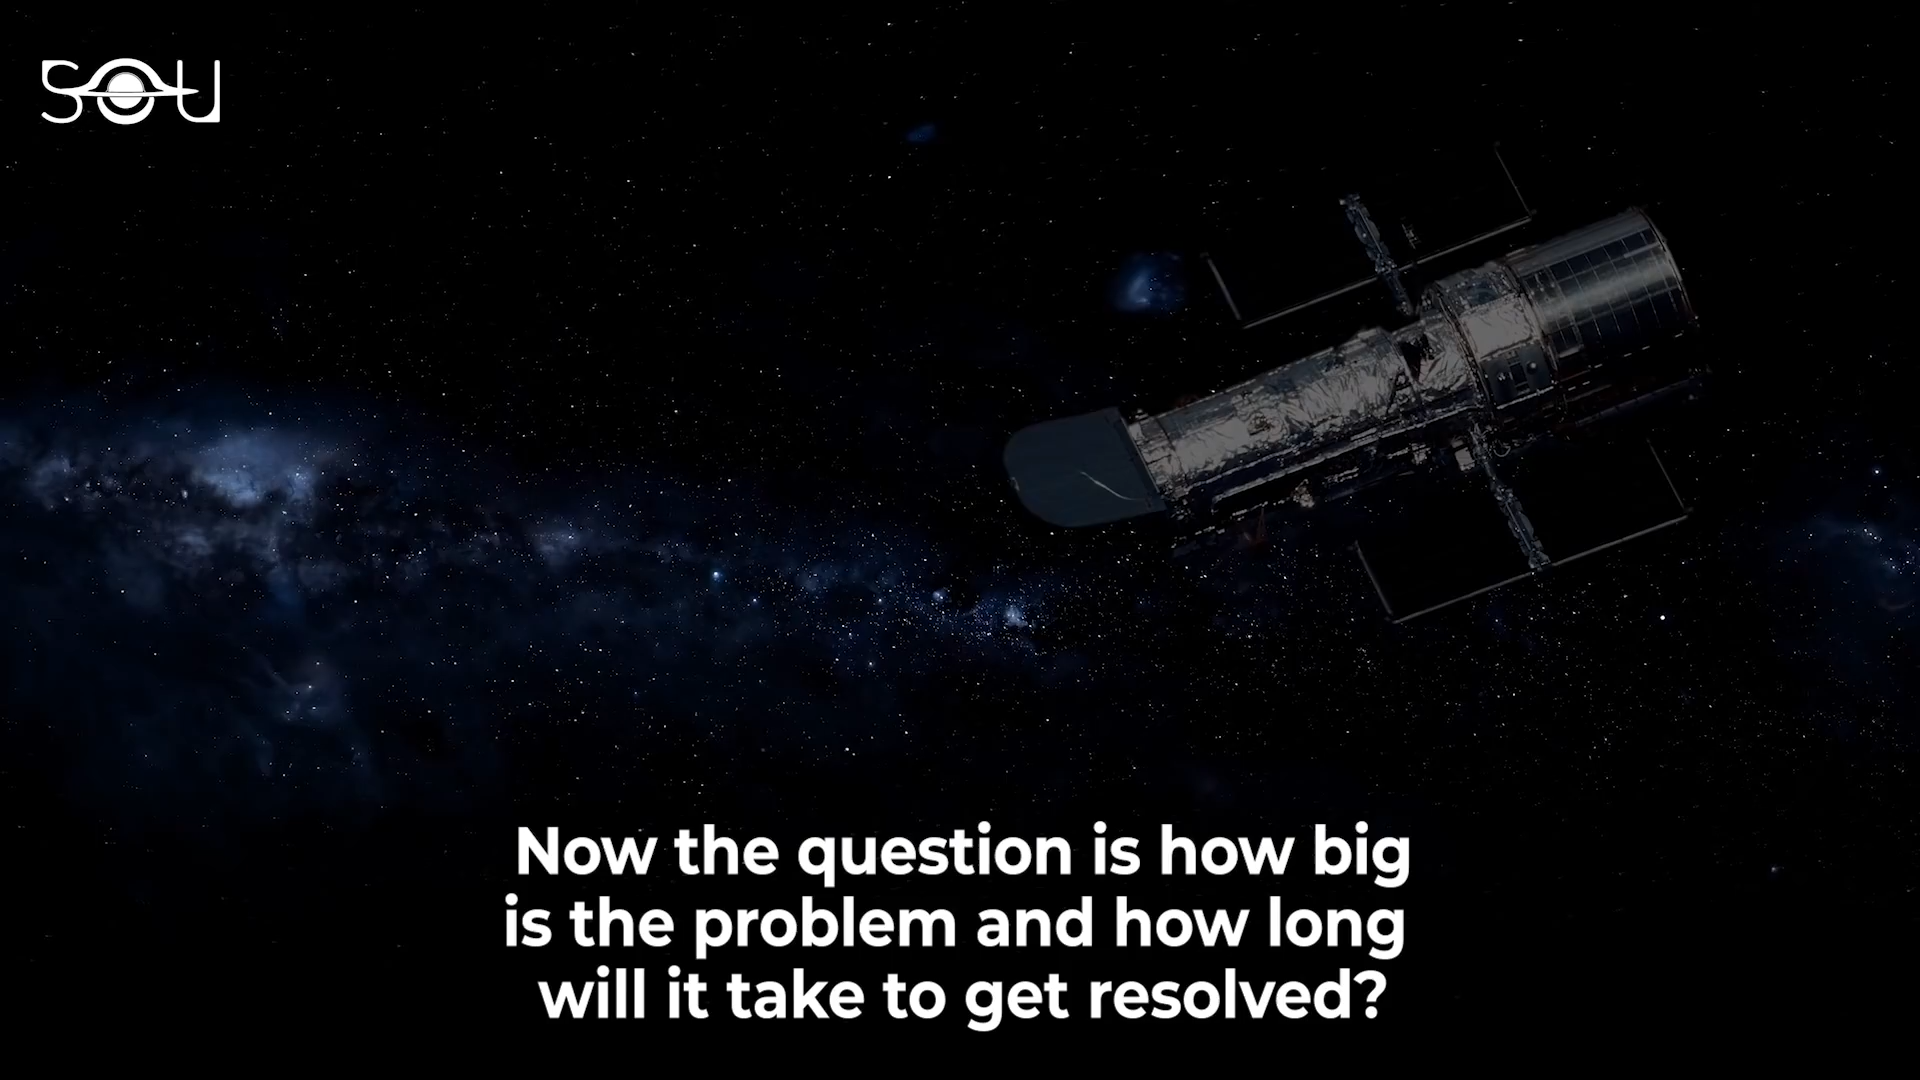 SOU
Now the question is how big
is the problem and how long
will it take to get resolved?